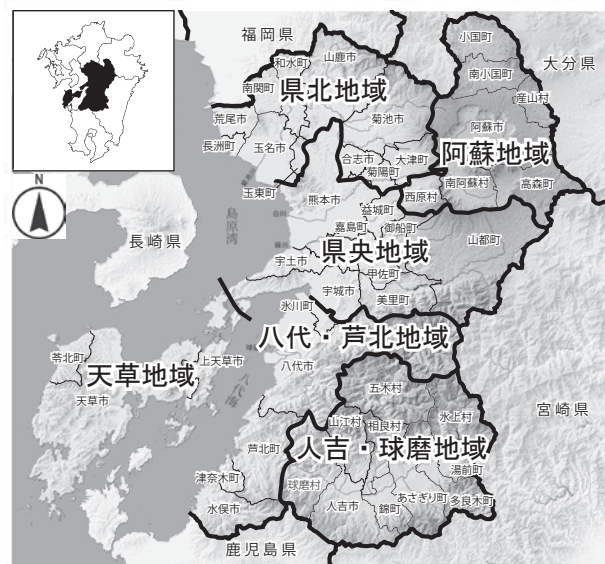 福岡県
小国町
大分県
和水町
山鹿市
南小国町
南関町
県北地域
産山村
荒尾市
菊池市
阿蘇市
長洲町
玉名市
合志市
大津町
阿蘇地域
菊陽町
玉東町
熊本市
西原村
南阿蘇村
高森町
N
島原湾
益城町
長崎県
嘉島町
御船町
山都町
県央地域
宇土市
甲佐町
宇城市
美里町
氷川町
八代・芦北地域
苓北町
上天草市
八代市
天草地域
天草市
八代海
五木村
宮崎県
山江村
相良村
水上村
人吉・球磨地域
芦北町
湯前町
津奈木町
球磨村
あさぎり町
多良木町
水俣市
人吉市
錦町
鹿児島県